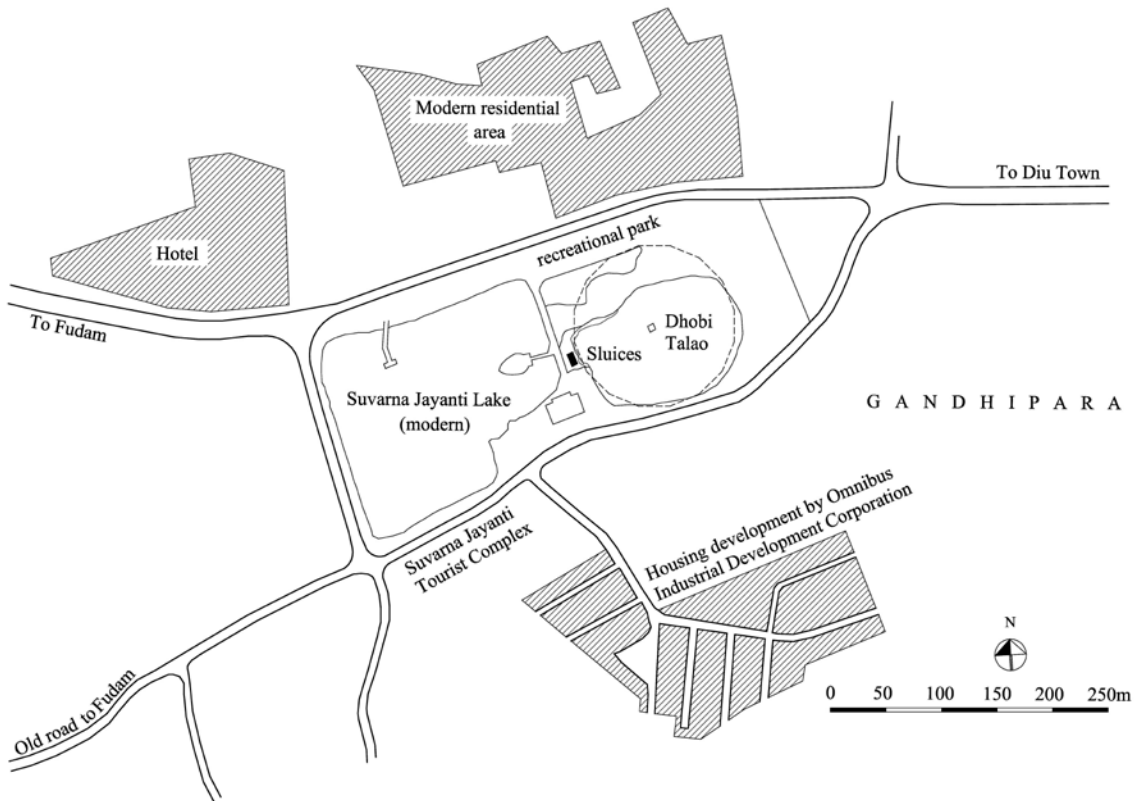 Modern residential
area
To Diu Town
Hotel
recreational park
To Fudam
Dhobi
Talao
Sluices
Suvarna Jayanti Lake
(modern)
GANDHIPARA
Suvarna Jayanti
Tourist Complex
Housing development by Omnibus
Industrial Development Corporation
Old road to Fudam
N
0 50 100 150 200 250m